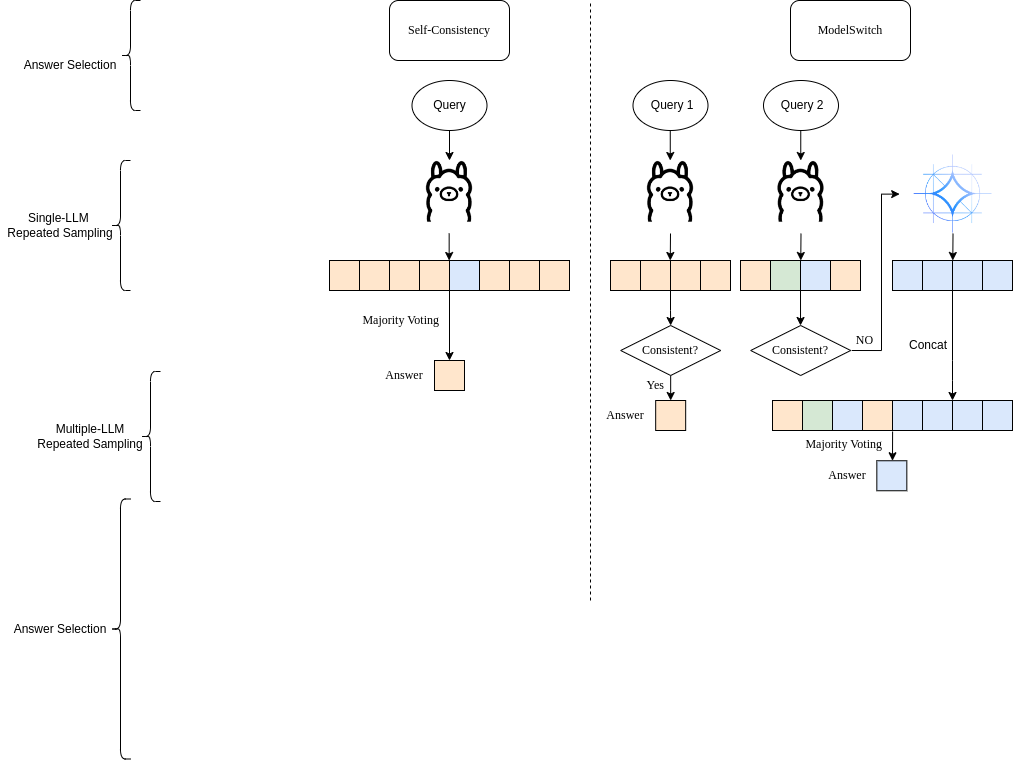 Self-Consistency
ModelSwitch
Answer Selection
Query
Query 1
Query 2
Single-LLM
Repeated Sampling
Majority Voting
Consistent?
Consistent?
NO
Concat
Answer
Yes
Answer
Multiple-LLM
Repeated Sampling
Majority Voting
Answer
Answer Selection